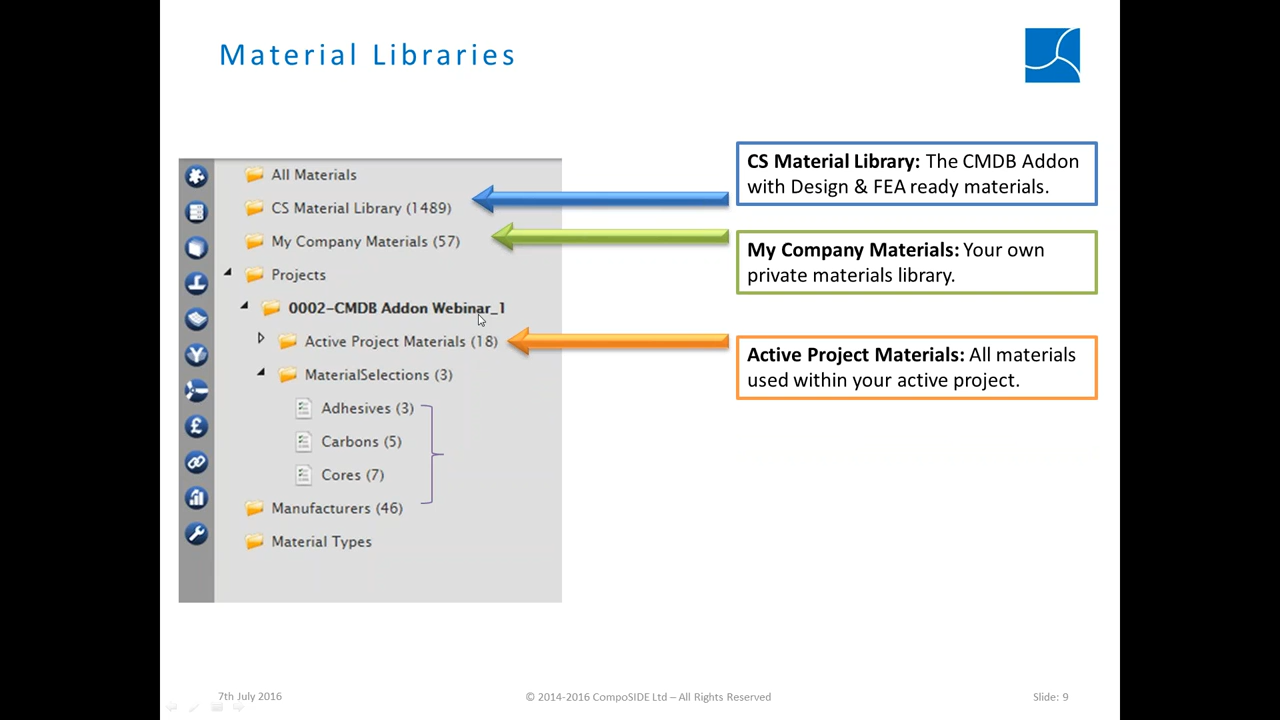 Material Libraries
All Materials
CS Material Library (1489)
My Company Materials (57)
Projects
0002-CMDB Addon Webinar_1
Active Project Materials (18)
MaterialSelections (3)
Adhesives (3)
Carbons (5)
Cores (7)
Manufacturers (46)
Material Types
CS Material Library: The CMDB Addon
with Design & FEA ready materials.
My Company Materials: Your own
private materials library.
Active Project Materials: All materials
used within your active project.
7th July 2016
© 2014-2016 CompoSIDE Ltd – All Rights Reserved
Slide: 9